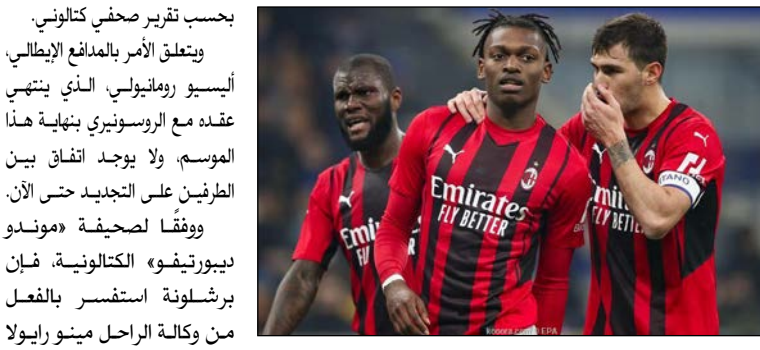 بحسب تقرير صحفي كتالوني.
ويتعلق الأمر بالمدافع الإيطالي،
أليسيو رومانيولي، الذي ينتهي
عقده مع الروسونيري بنهاية هذا
الموسم، ولا يوجد اتفاق بين
الطرفين على التجديد حتى الآن.
ووفقًا لصحيفة «موندو
ديبورتيفو» الكتالونية، فإن
برشلونة استفسر بالفعل
من وكالة الراحل مينو رايولا
Emirates
FLY BETTER
Emirates
FLY BETTER
TANO
EPA